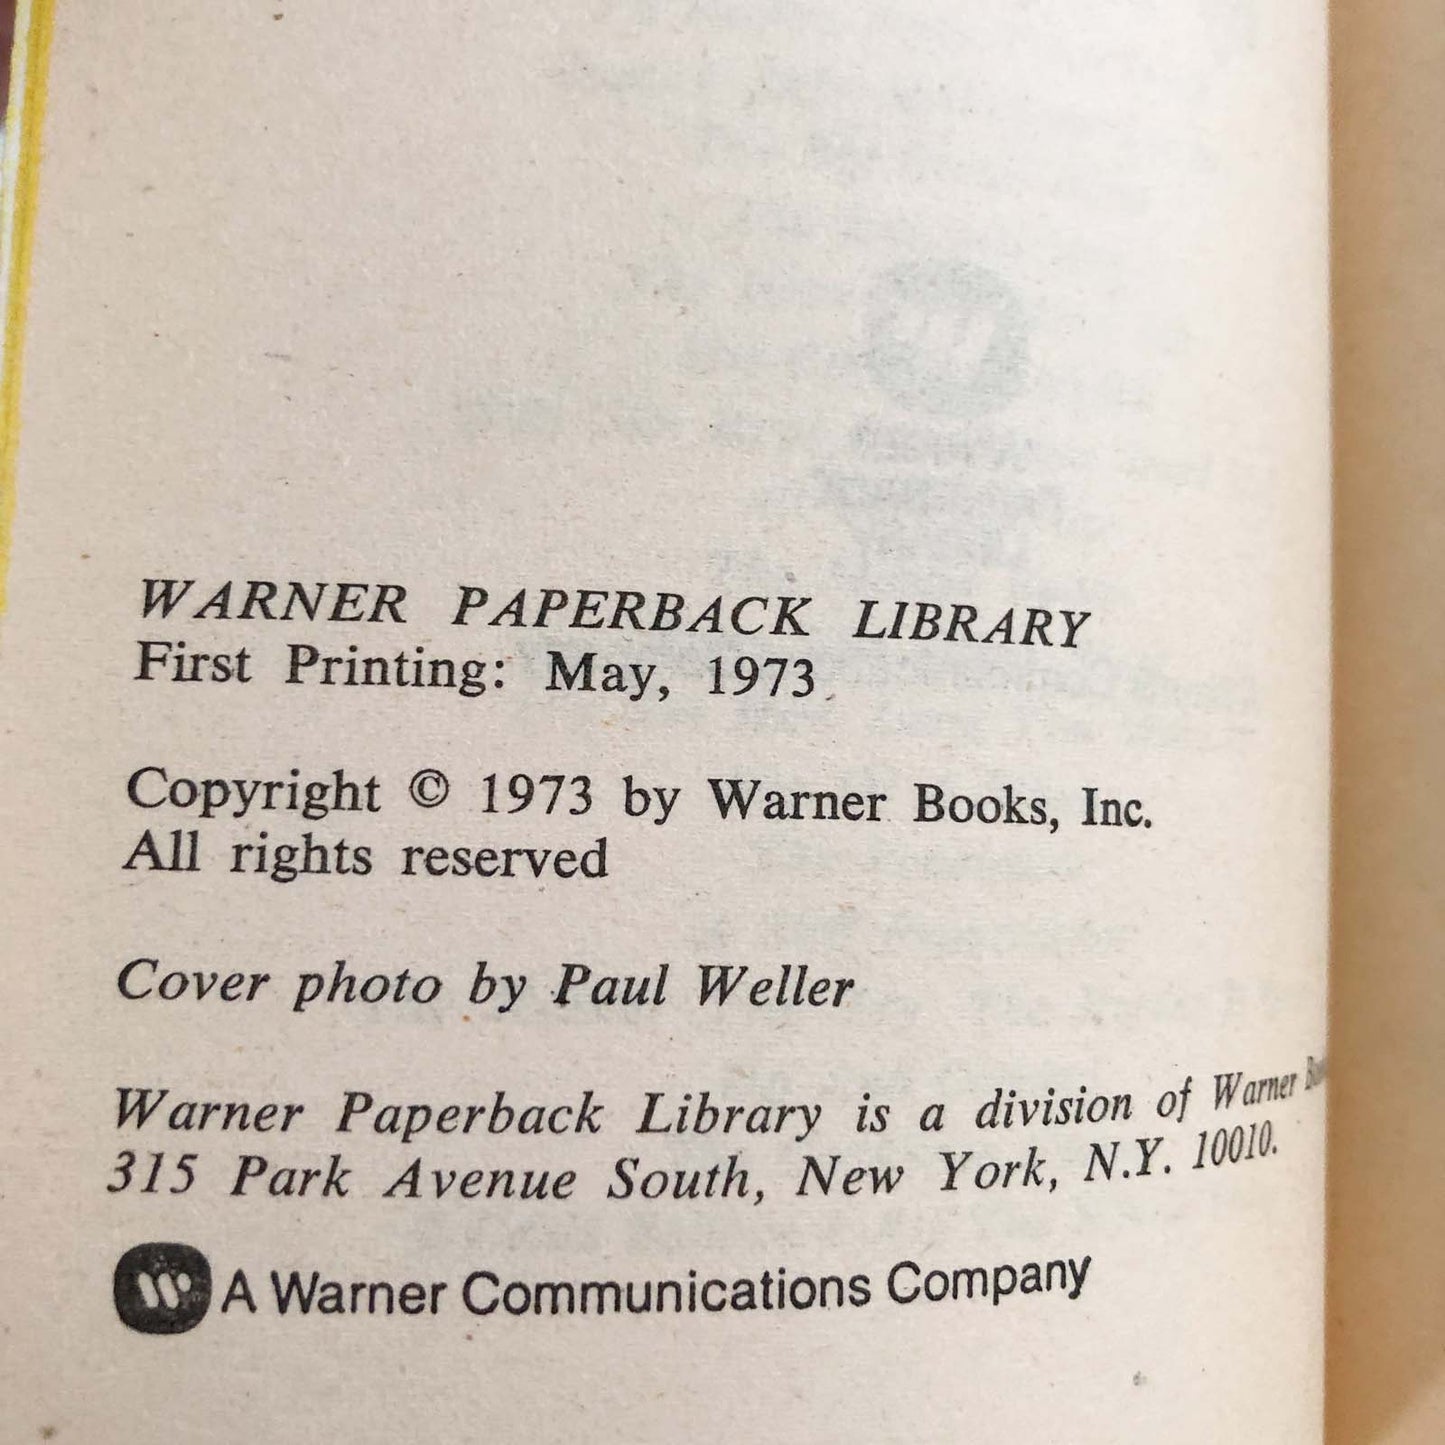 WARNER PAPERBACK LIBRARY
First Printing: May, 1973
Copyright © 1973 by Warner Books, Inc.
All rights reserved
Cover photo by Paul Weller
Warner Paperback Library is a division of Warner
315 Park Avenue South, New York, N.Y. 10010.
A Warner Communications Company